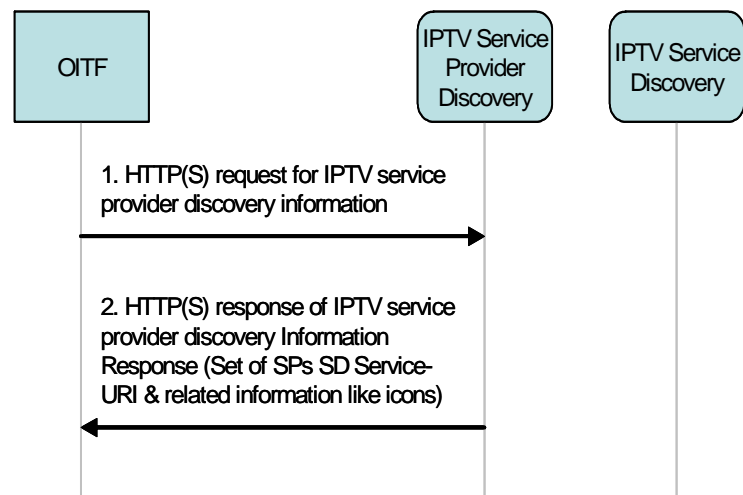 OITF
IPTV Service
Provider
Discovery
IPTV Service
Discovery
1. HTTP(S) request for IPTV service
provider discovery information
2. HTTP(S) response of IPTV service
provider discovery Information
Response (Set of SPs SD Service-
URI & related information like icons)